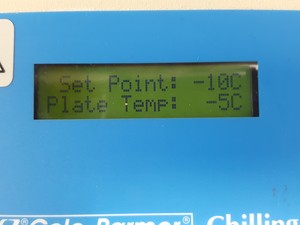 Set Point: -10C
Plate Temp: -5C
Cole-Parmer® Chilling